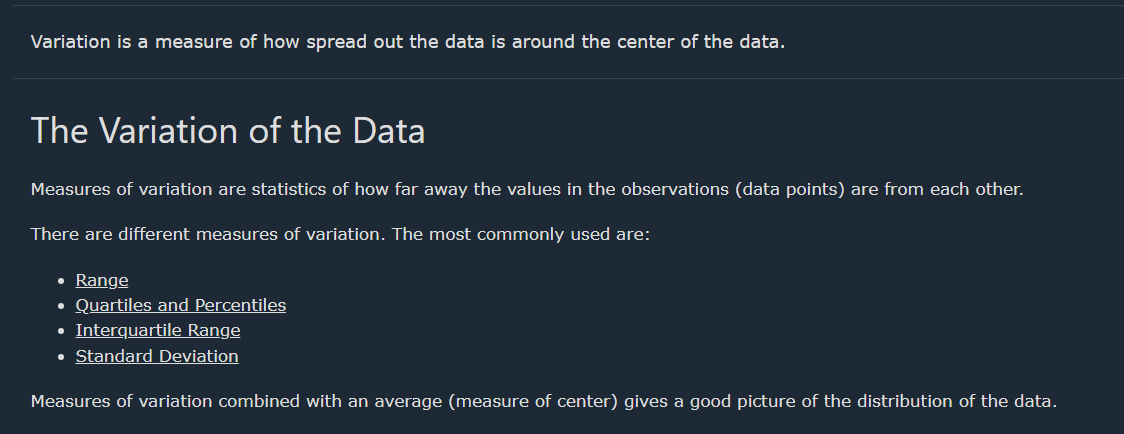 Variation is a measure of how spread out the data is around the center of the data.
The Variation of the Data
Measures of variation are statistics of how far away the values in the observations (data points) are from each other.
There are different measures of variation. The most commonly used are:
• Range
• Quartiles and Percentiles
• Interquartile Range
• Standard Deviation
Measures of variation combined with an average (measure of center) gives a good picture of the distribution of the data.